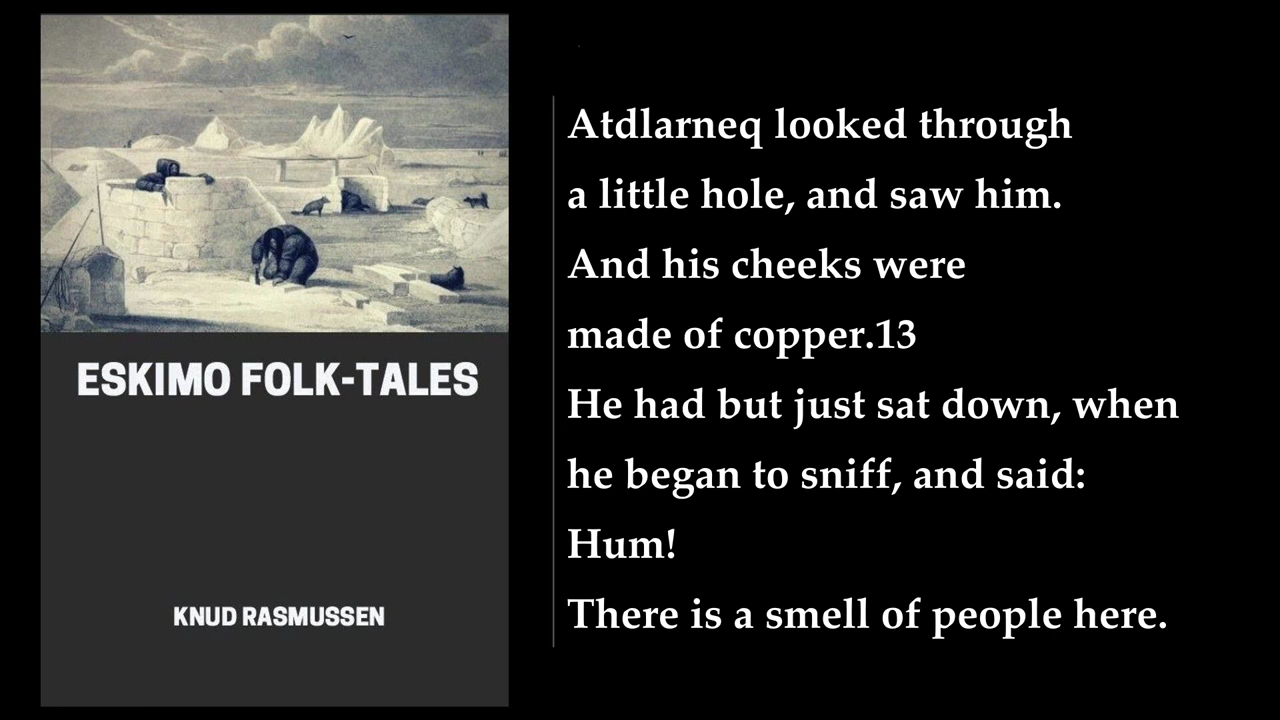 ESKIMO FOLK-TALES
KNUD RASMUSSEN
Atdlarneq looked through
a little hole, and saw him.
And his cheeks were
made of copper.13
He had but just sat down, when
he began to sniff, and said:
Hum!
There is a smell of people here.